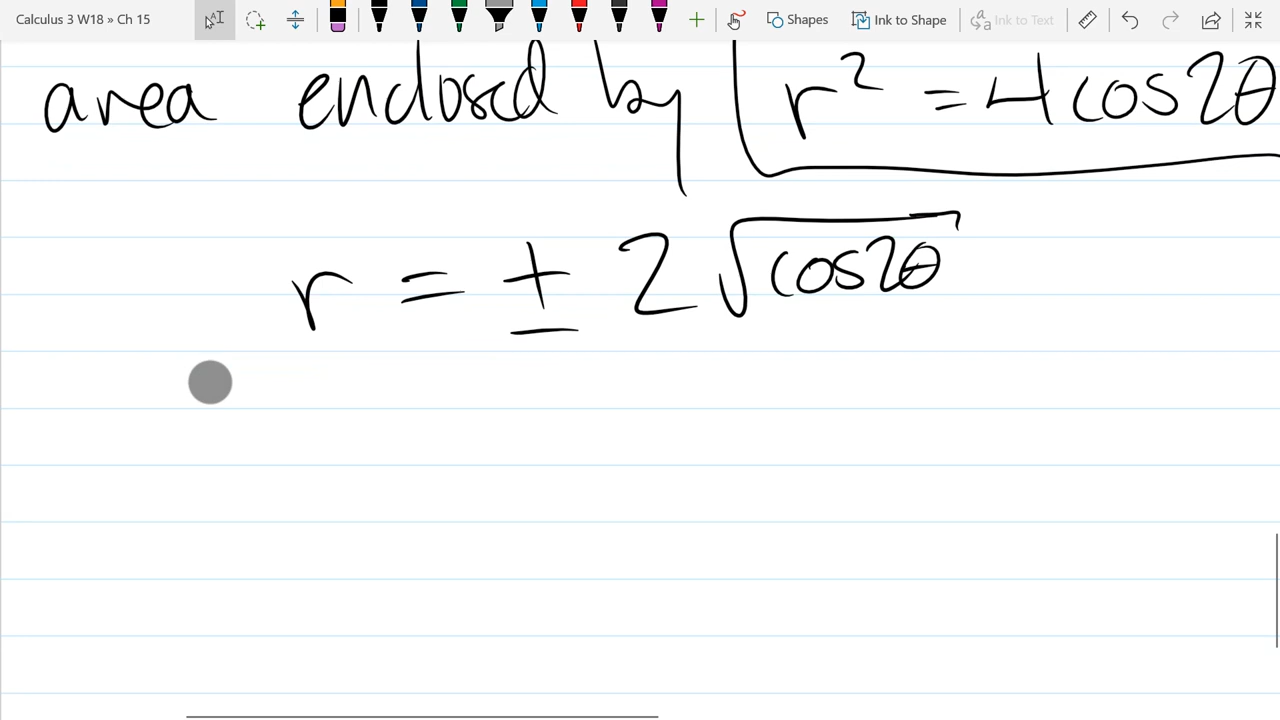 Calculus 3 W18 » Ch 15
Shapes
Ink to Shape
Ink to Text
area enclosed by r² = 4cos2θ
r = ± 2√cos2θ